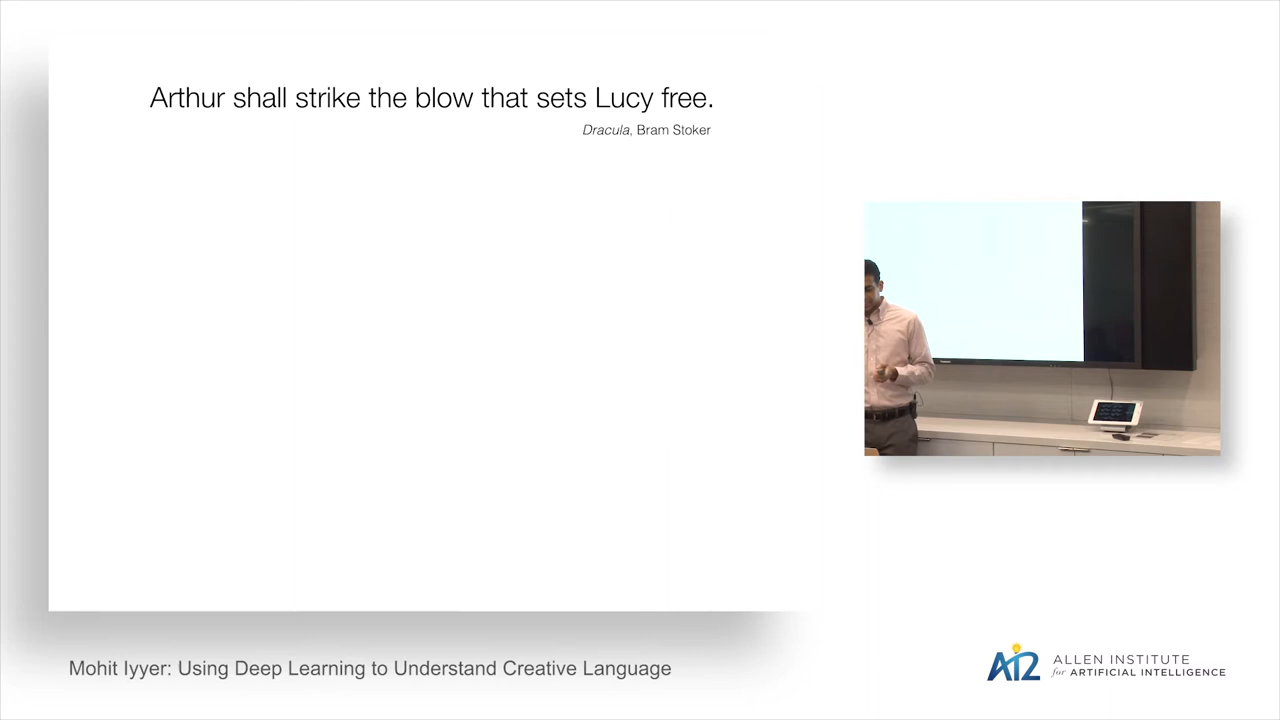 Arthur shall strike the blow that sets Lucy free.
Dracula, Bram Stoker
Mohit Iyyer: Using Deep Learning to Understand Creative Language
AI2
ALLEN INSTITUTE
for ARTIFICIAL INTELLIGENCE